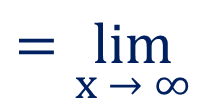 = lim
x → ∞